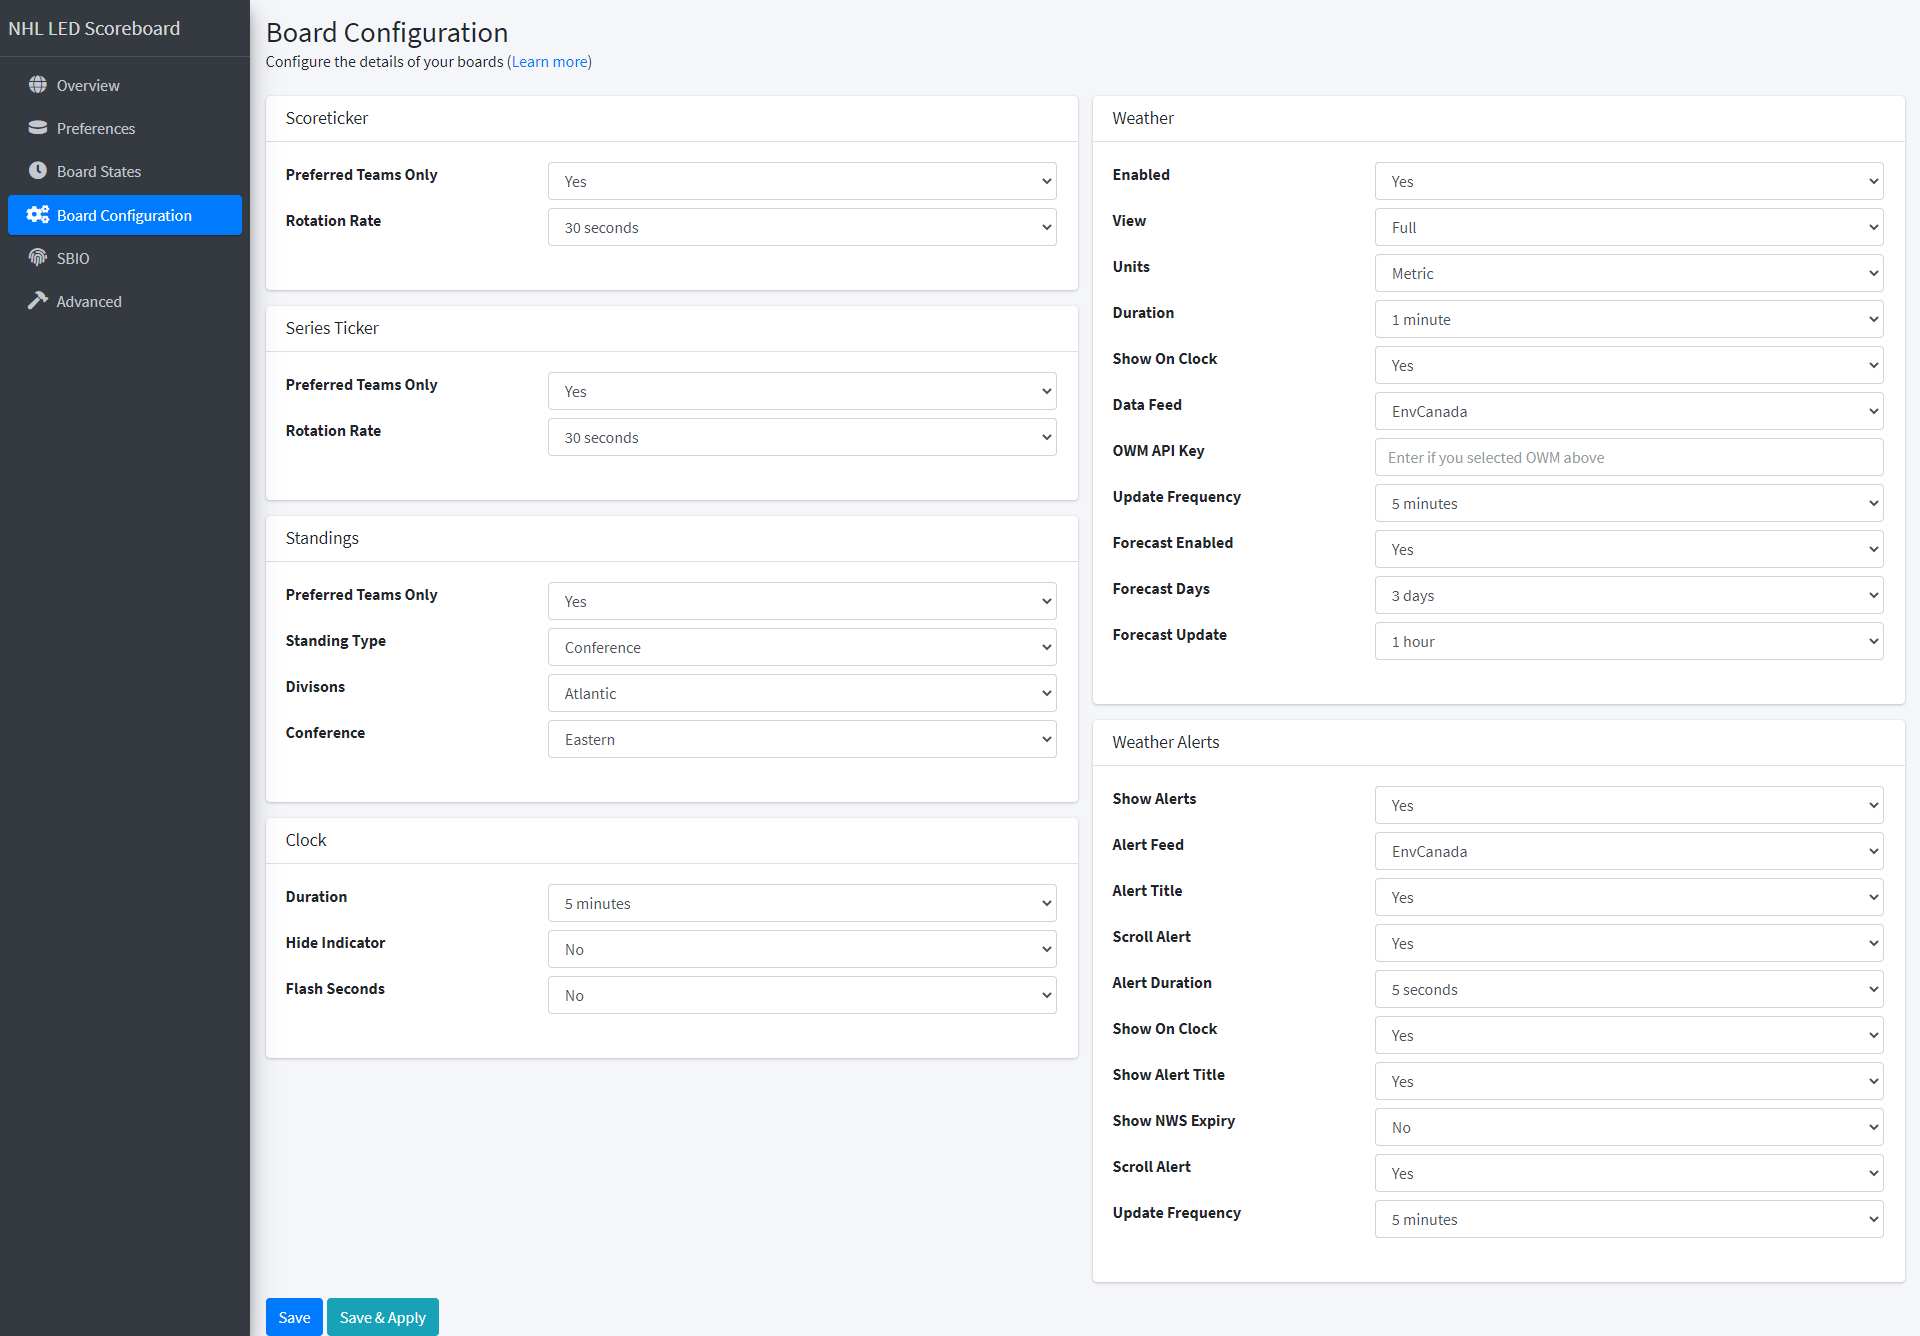 NHL LED Scoreboard
Overview
Preferences
Board States
Board Configuration
SBIO
Advanced
Board Configuration
Configure the details of your boards (Learn more)
Scoreticker
Preferred Teams Only Yes
Rotation Rate 30 seconds
Series Ticker
Preferred Teams Only Yes
Rotation Rate 30 seconds
Standings
Preferred Teams Only Yes
Standing Type Conference
Divisons Atlantic
Conference Eastern
Clock
Duration 5 minutes
Hide Indicator No
Flash Seconds No
Weather
Enabled Yes
View Full
Units Metric
Duration 1 minute
Show On Clock Yes
Data Feed EnvCanada
OWM API Key Enter if you selected OWM above
Update Frequency 5 minutes
Forecast Enabled Yes
Forecast Days 3 days
Forecast Update 1 hour
Weather Alerts
Show Alerts Yes
Alert Feed EnvCanada
Alert Title Yes
Scroll Alert Yes
Alert Duration 5 seconds
Show On Clock Yes
Show Alert Title Yes
Show NWS Expiry No
Scroll Alert Yes
Update Frequency 5 minutes
Save Save & Apply